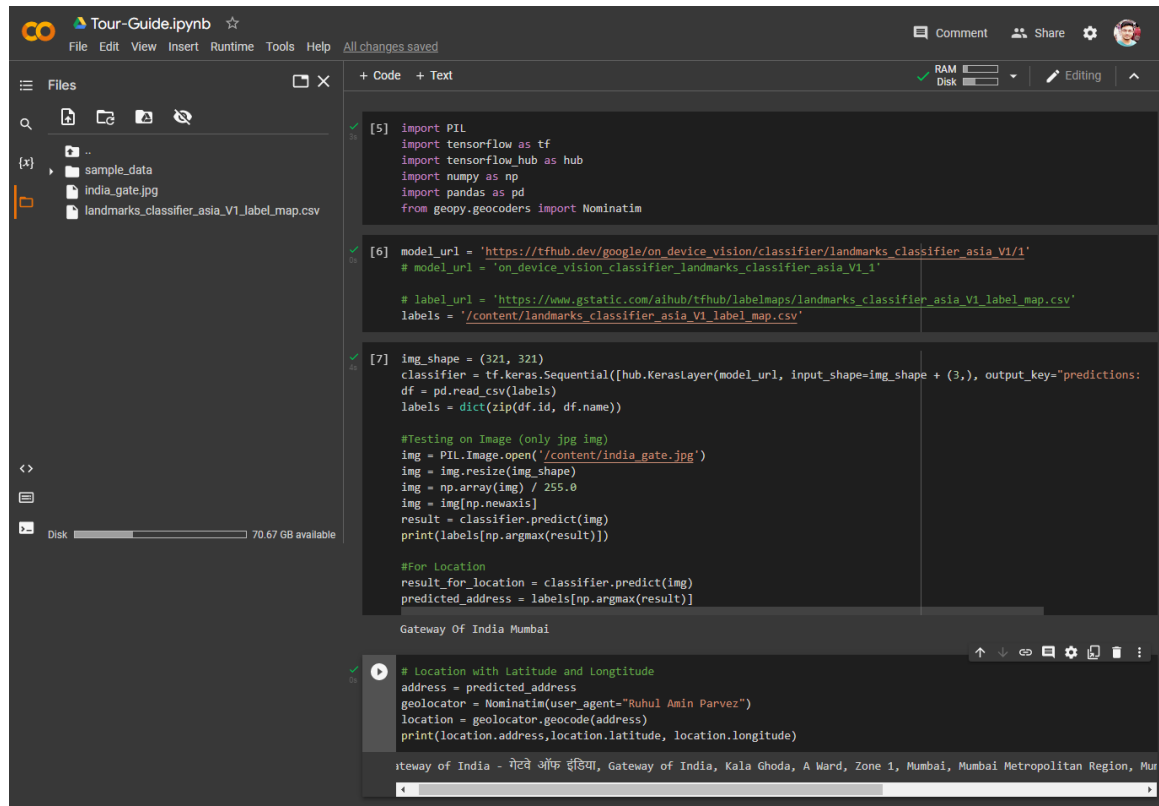 Tour-Guide.ipynb
File Edit View Insert Runtime Tools Help All changes saved
Comment Share
Files
+ Code + Text
RAM
Disk
Editing
..
{x}
sample_data
india_gate.jpg
landmarks_classifier_asia_V1_label_map.csv
<>
Disk 70.67 GB available
[5] import PIL
import tensorflow as tf
import tensorflow_hub as hub
import numpy as np
import pandas as pd
from geopy.geocoders import Nominatim
[6] model_url = 'https://tfhub.dev/google/on_device_vision/classifier/landmarks_classifier_asia_V1/1'
# model_url = 'on_device_vision_classifier_landmarks_classifier_asia_V1_1'
# label_url = 'https://www.gstatic.com/aihub/tfhub/labelmaps/landmarks_classifier_asia_V1_label_map.csv'
labels = '/content/landmarks_classifier_asia_V1_label_map.csv'
[7] img_shape = (321, 321)
classifier = tf.keras.Sequential([hub.KerasLayer(model_url, input_shape=img_shape + (3,), output_key="predictions:
df = pd.read_csv(labels)
labels = dict(zip(df.id, df.name))
#Testing on Image (only jpg img)
img = PIL.Image.open('/content/india_gate.jpg')
img = img.resize(img_shape)
img = np.array(img) / 255.0
img = img[np.newaxis]
result = classifier.predict(img)
print(labels[np.argmax(result)])
#For Location
result_for_location = classifier.predict(img)
predicted_address = labels[np.argmax(result)]
Gateway Of India Mumbai
# Location with Latitude and Longtitude
address = predicted_address
geolocator = Nominatim(user_agent="Ruhul Amin Parvez")
location = geolocator.geocode(address)
print(location.address,location.latitude, location.longitude)
ateway of India - गेटवे ऑफ इंडिया, Gateway of India, Kala Ghoda, A Ward, Zone 1, Mumbai, Mumbai Metropolitan Region, Mu